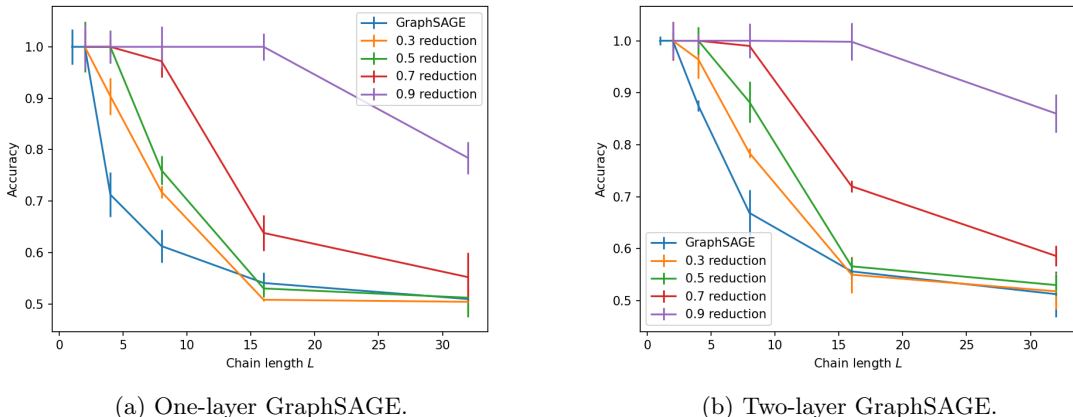 GraphSAGE
0.3 reduction
0.5 reduction
0.7 reduction
0.9 reduction
1.0
0.9
0.8
0.7
0.6
0.5
Accuracy
0 5 10 15 20 25 30
Chain length L
(a) One-layer GraphSAGE.
1.0
0.9
0.8
0.7
0.6
0.5
Accuracy
GraphSAGE
0.3 reduction
0.5 reduction
0.7 reduction
0.9 reduction
0 5 10 15 20 25 30
Chain length L
(b) Two-layer GraphSAGE.